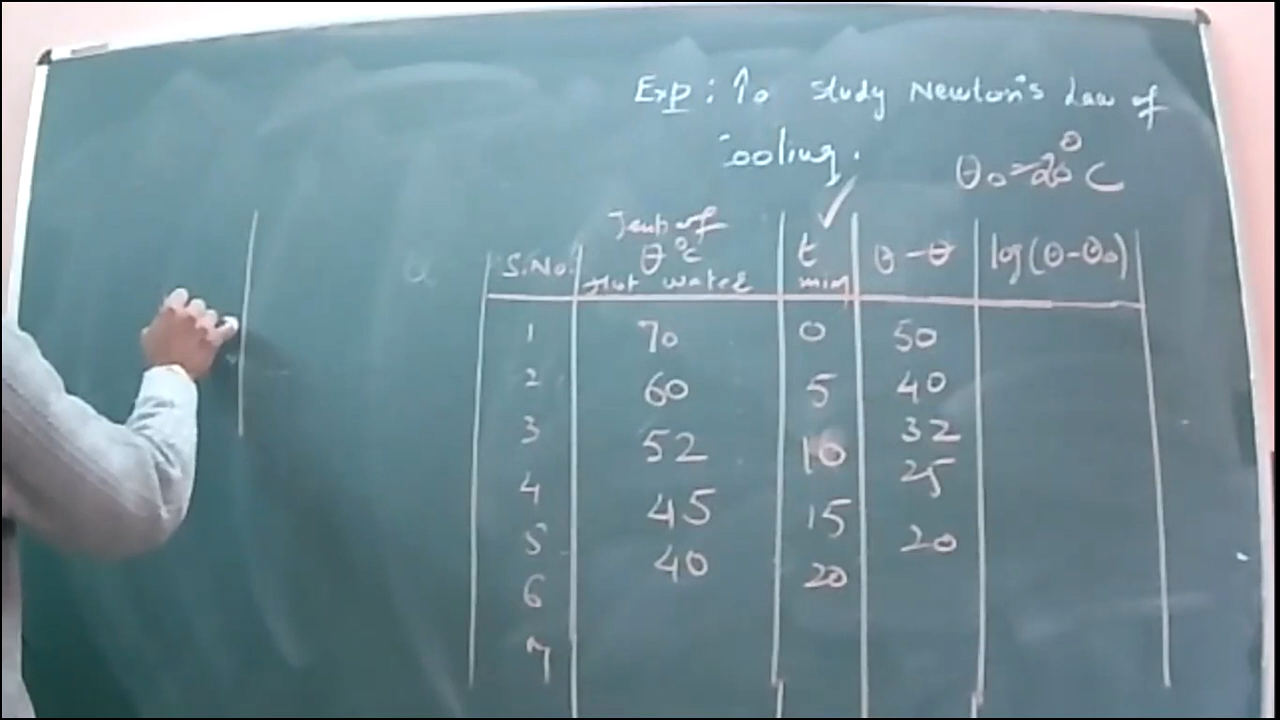 Exp: To study Newton's Law of
Cooling.
θ₀ = 20°C
S.No. Temp of θ°C Hot water t min θ - θ log(θ-θ₀)
1 70 0 50
2 60 5 40
3 52 10 32
4 45 15 25
5 40 20 20
6
7